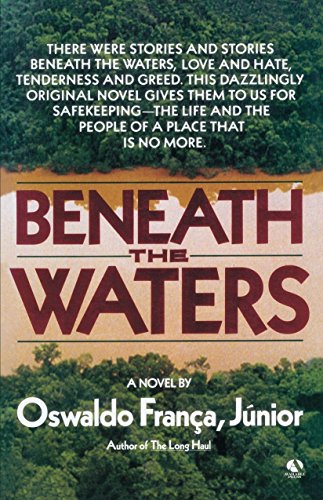 THERE WERE STORIES AND STORIES
BENEATH THE WATERS, LOVE AND HATE,
TENDERNESS AND GREED. THIS DAZZLINGLY
ORIGINAL NOVEL GIVES THEM TO US FOR
SAFEKEEPING—THE LIFE AND THE
PEOPLE OF A PLACE THAT
IS NO MORE.
BENEATH
THE
WATERS
A NOVEL BY
Oswaldo França, Júnior
Author of The Long Haul